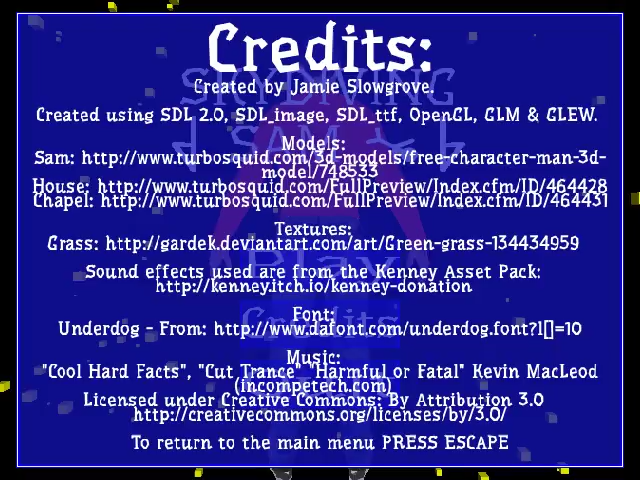 Credits:
SKYDIVING
Created by Jamie Slowgrove.
Created using SDL 2.0, SDL_image, SDL_ttf, OpenGL, GLM & GLEW.
SAM
Models:
Sam: http://www.turbosquid.com/3d-models/free-character-man-3d-
model/748533
House: http://www.turbosquid.com/FullPreview/Index.cfm/ID/464428
Chapel: http://www.turbosquid.com/FullPreview/Index.cfm/ID/464431
Textures:
Grass: http://gardek.deviantart.com/art/Green-grass-134434959
Play
Sound effects used are from the Kenney Asset Pack:
http://kenney.itch.io/kenney-donation
Credits
Font:
Underdog - From: http://www.dafont.com/underdog.font?l[]=10
Music:
"Cool Hard Facts", "Cut Trance" "Harmful or Fatal" Kevin MacLeod
(incompetech.com)
Licensed under Creative Commons: By Attribution 3.0
http://creativecommons.org/licenses/by/3.0/
To return to the main menu PRESS ESCAPE